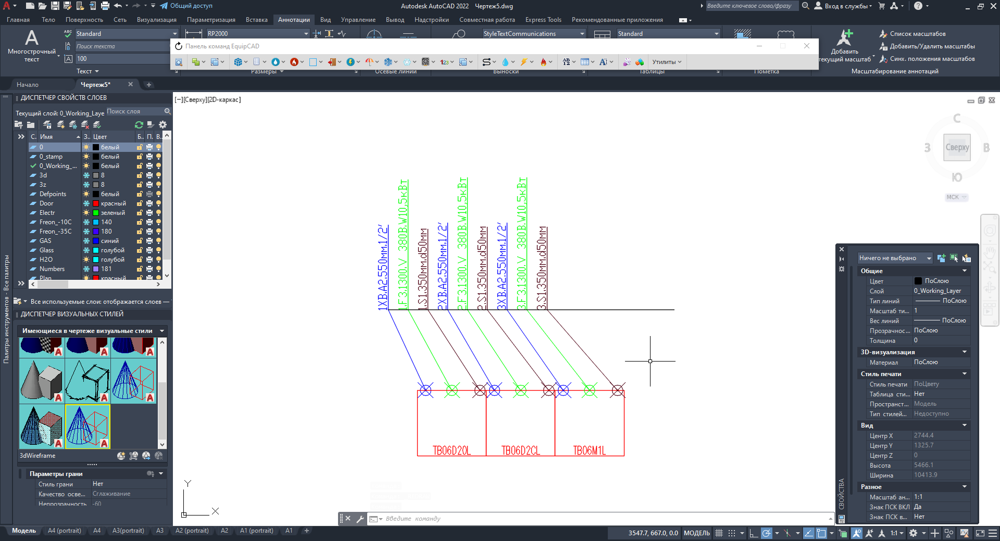 Общий доступ
Autodesk AutoCAD 2022 Чертеж5.dwg
Введите ключевое слово/фразу
Вход в службы
Главная Тело Поверхность Сеть Визуализация Параметризация Вставка Аннотации Вид Управление Вывод Надстройки Совместная работа Express Tools Рекомендованные приложения
Многострочный текст
Standard
Поиск текста
100
Текст
RP2000
StyleTextCommunications
Standard
Панель команд EquipCAD
Утилиты
Размеры
Осевые линии
Выноски
Таблицы
Пометка
Добавить
текущий масштаб
Список масштабов
Добавить/Удалить масштабы
Синх. положения масштабов
Масштабирование аннотаций
Начало
Чертеж5*
ДИСПЕТЧЕР СВОЙСТВ СЛОЕВ
Текущий слой: 0_Working_Laye
Поиск слоя
С. Имя З.. Цвет Б.. П. В..
0 белый
0_stamp белый
0_Working_... белый
3d 8
3z 8
Defpoints белый
Door красный
Electr зеленый
Freon_-10C 140
Freon_-35C 180
GAS синий
Glass голубой
H2O голубой
Numbers 181
Plan красный
Все используемые слои: отображается слоев —
ДИСПЕТЧЕР ВИЗУАЛЬНЫХ СТИЛЕЙ
Имеющиеся в чертеже визуальные стили
3dWireframe
Параметры грани
Стиль грани Нет
Качество осве... Сглаживание
Непрозрачность -60
Палитры инструментов - Все палитры
[−][Сверху][2D-каркас]
1XB.A2.550мм.1/2'
1.F3.1300.V 380В.W10,5кВт
1.S1.350мм.d50мм
2XB.A2.550мм.1/2'
2.F3.1300.V 380В.W10,5кВт
2.S1.350мм.d50мм
3XB.A2.550мм.1/2'
3.F3.1300.V 380В.W10,5кВт
3.S1.350мм.d50мм
TB06D20L
TB06D2CL
TB06M1L
Y
X
С
З
Сверху
В
Ю
МСК
Ничего не выбрано
Общие
Цвет ПоСлою
Слой 0_Working_Layer
Тип линий ПоСлою
Масштаб ти... 1
Вес линий ПоСлою
Прозрачнос... ПоСлою
Толщина 0
3D-визуализация
Материал ПоСлою
Стиль печати
Стиль печати ПоЦвету
Таблица сти... Нет
Пространст... Модель
Тип стилей... Недоступно
Вид
Центр X 2744.4
Центр Y 1325.7
Центр Z 0
Высота 5466.1
Ширина 10413.9
Разное
Масштаб ан... 1:1
Знак ПСК ВКЛ Да
Знак ПСК в... Нет
СВОЙСТВА
Введите команду
Модель A4 (portrait) A4 A3(portrait) A3 A2 (portrait) A2 A1 (portrait) A1
3547.7, 667.0, 0.0 МОДЕЛЬ 1:1